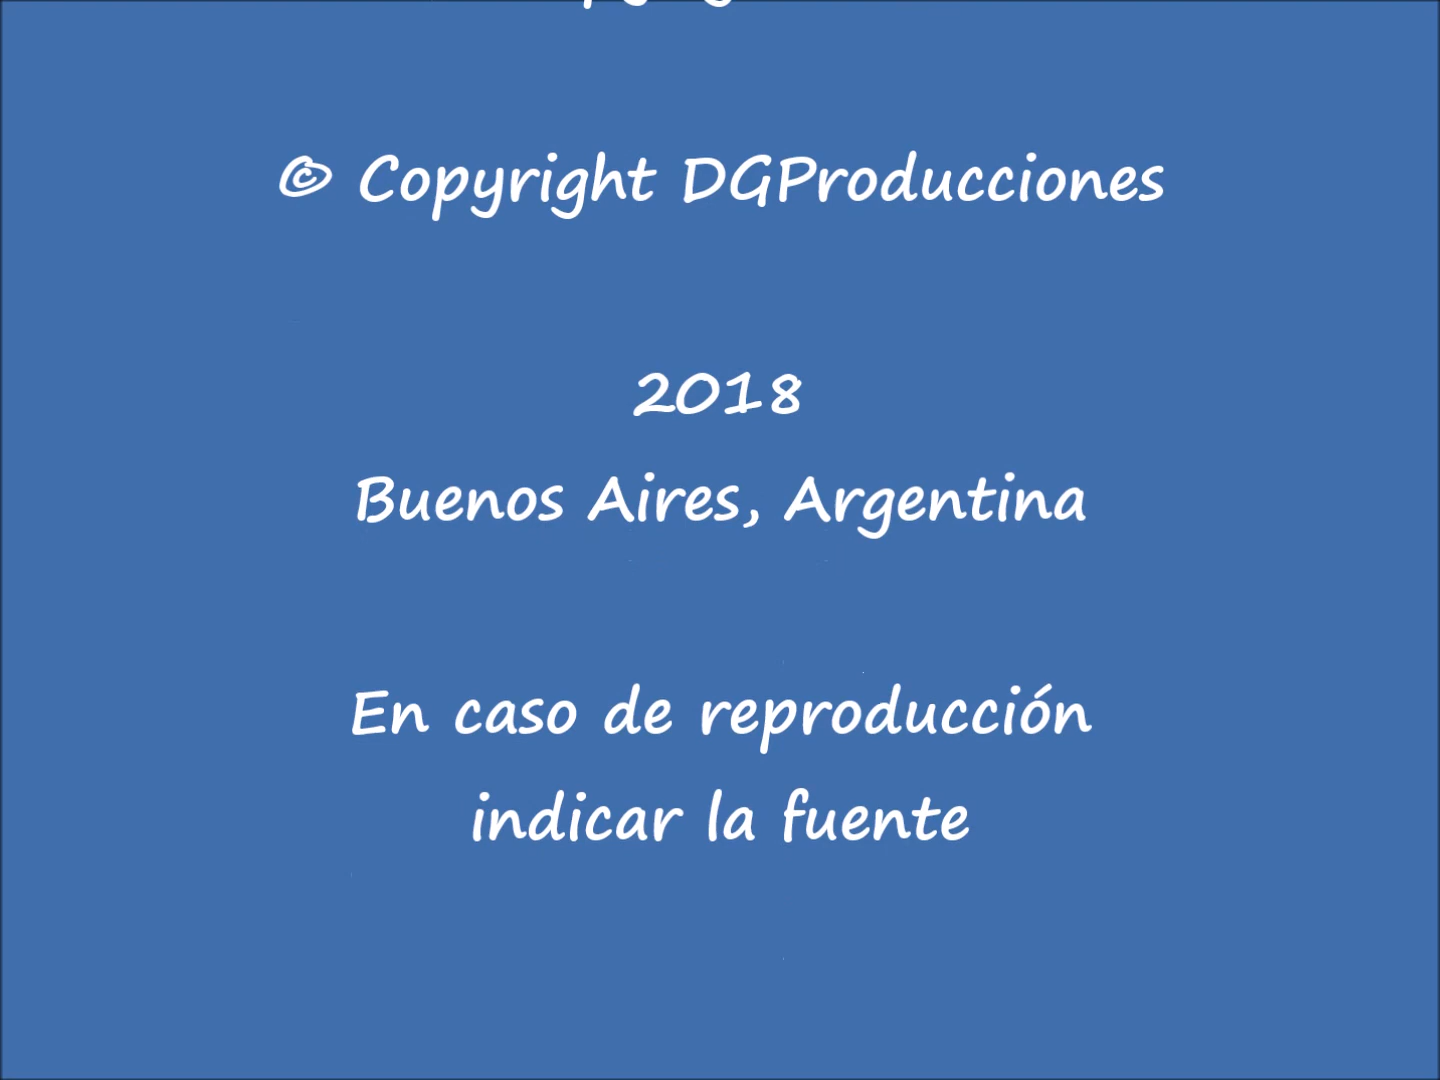 © Copyright DGProducciones
2018
Buenos Aires, Argentina
En caso de reproducción
indicar la fuente